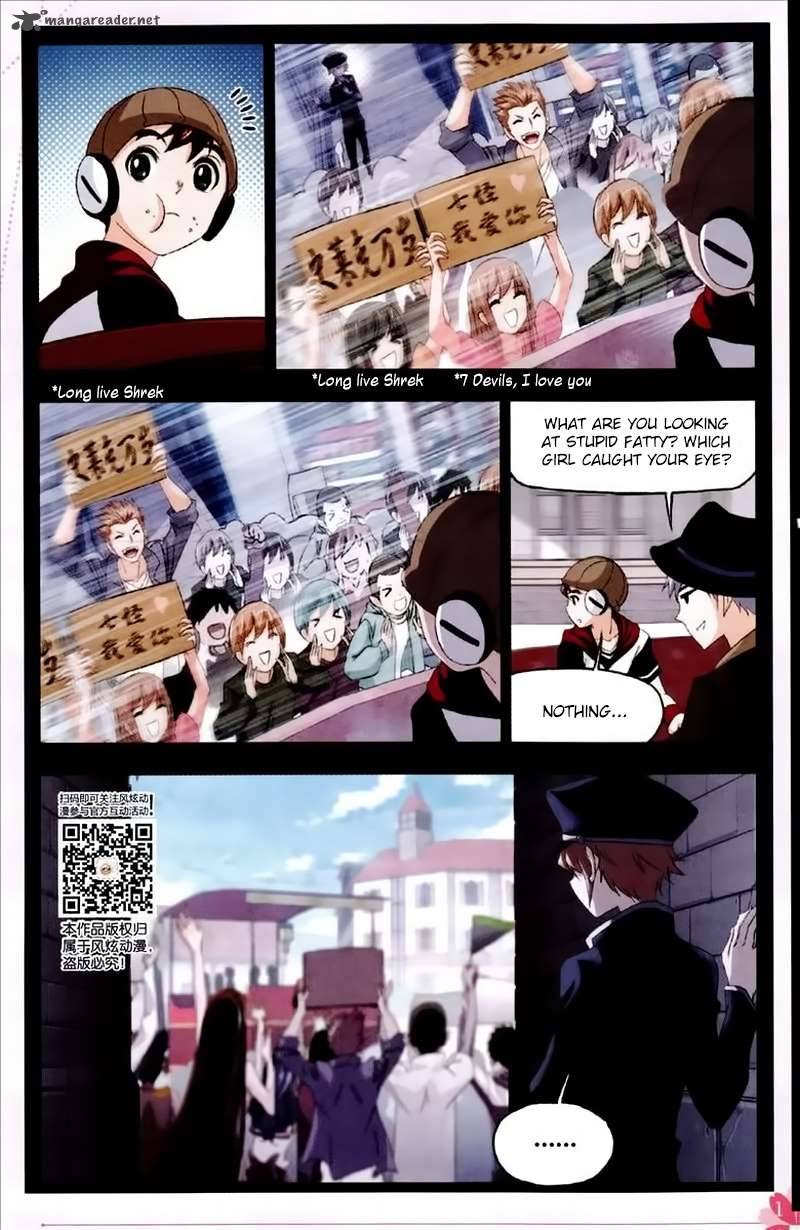 mangareader.net
史莱克万岁
七怪
我爱你
*Long live Shrek
*Long live Shrek
*7 Devils, I love you
史莱克万岁
七怪
我爱你
WHAT ARE YOU LOOKING
AT STUPID FATTY? WHICH
GIRL CAUGHT YOUR EYE?
NOTHING...
扫码即可关注风炫动
漫参与官方互动活动!
本作品版权归
属于风炫动漫,
盗版必究!
......
1